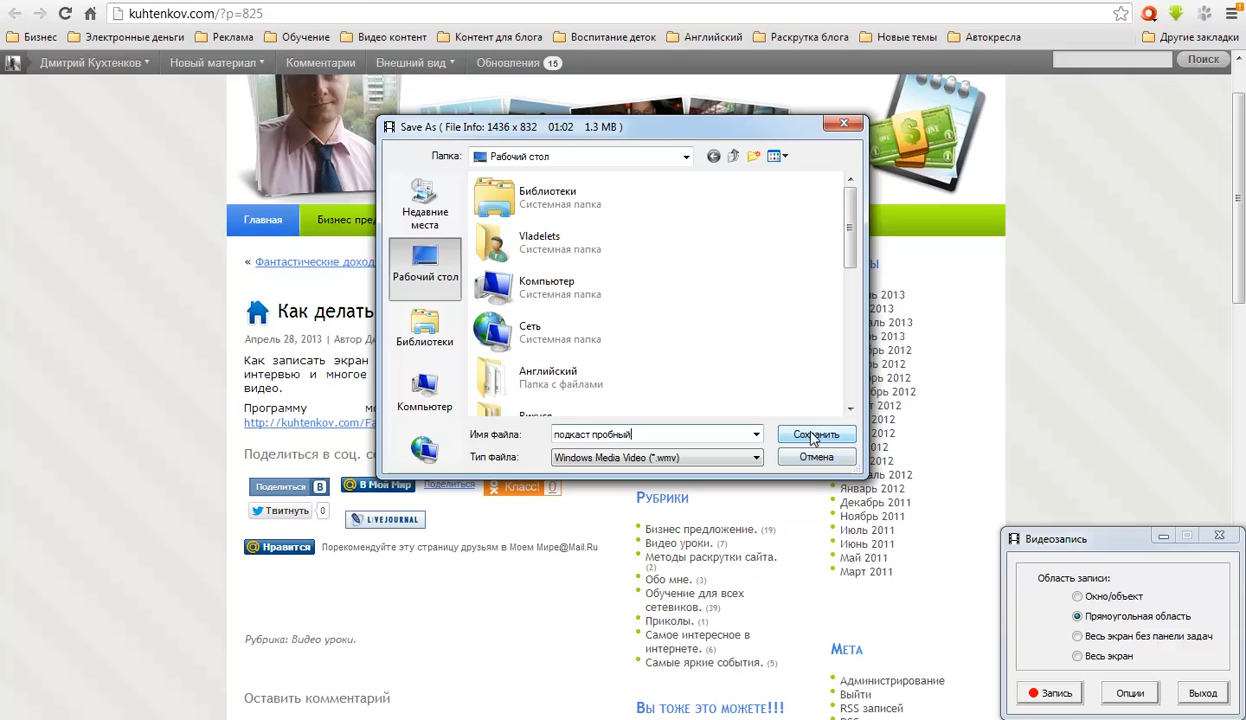 kuhtenkov.com/?p=825
Бизнес Электронные деньги Реклама Обучение Видео контент Контент для блога Воспитание деток Английский Раскрутка блога Новые темы Автокресла Другие закладки
Дмитрий Кухтенков Новый материал Комментарии Внешний вид Обновления 15 Поиск
Save As ( File Info: 1436 x 832 01:02 1.3 MB )
Папка: Рабочий стол
Недавние места
Рабочий стол
Библиотеки
Компьютер
Библиотеки
Системная папка
Vladelets
Системная папка
Компьютер
Системная папка
Сеть
Системная папка
Английский
Папка с файлами
Имя файла: подкаст пробный Сохранить
Тип файла: Windows Media Video (*.wmv) Отмена
Главная Бизнес пре
« Фантастические доход
Как делать
Апрель 28, 2013 | Автор Д
Как записать экран
интервью и многое
видео.
Программу мо
http://kuhtenkov.com/Fa
Поделиться в соц. се
Поделиться B В Мой Мир Поделиться Класс! 0
Твитнуть 0 LIVEJOURNAL
Нравится Порекомендуйте эту страницу друзьям в Моем Мире@Mail.Ru
Рубрика: Видео уроки.
Оставить комментарий
Рубрики
Бизнес предложение. (19)
Видео уроки. (7)
Методы раскрутки сайта.
(2)
Обо мне. (3)
Обучение для всех
сетевиков. (39)
Приколы. (1)
Самое интересное в
интернете. (6)
Самые яркие события. (5)
Вы тоже это можете!!!
ь 2013
2013
аль 2013
рь 2013
брь 2012
ь 2012
рь 2012
брь 2012
т 2012
2012
2012
2012
ь 2012
Январь 2012
Декабрь 2011
Ноябрь 2011
Июль 2011
Июнь 2011
Май 2011
Март 2011
Мета
Администрирование
Выйти
RSS записей
Видеозапись
Область записи:
Окно/объект
Прямоугольная область
Весь экран без панели задач
Весь экран
Запись Опции Выход